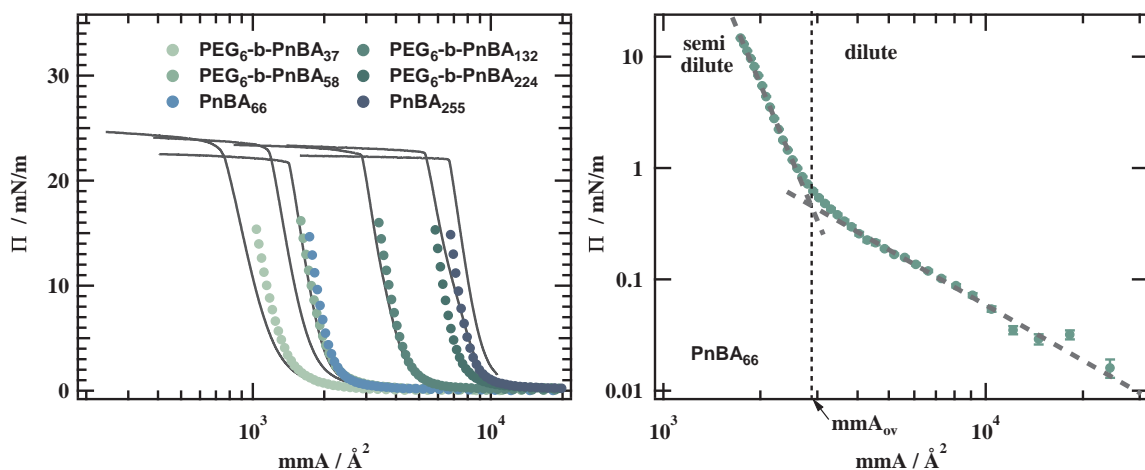 30
20
10
0
Π / mN/m
PEG6-b-PnBA37
PEG6-b-PnBA58
PnBA66
PEG6-b-PnBA132
PEG6-b-PnBA224
PnBA255
10³
10⁴
mmA / Å²
10
1
0.1
0.01
Π / mN/m
semi
dilute
dilute
PnBA66
10³
10⁴
mmAov
mmA / Å²